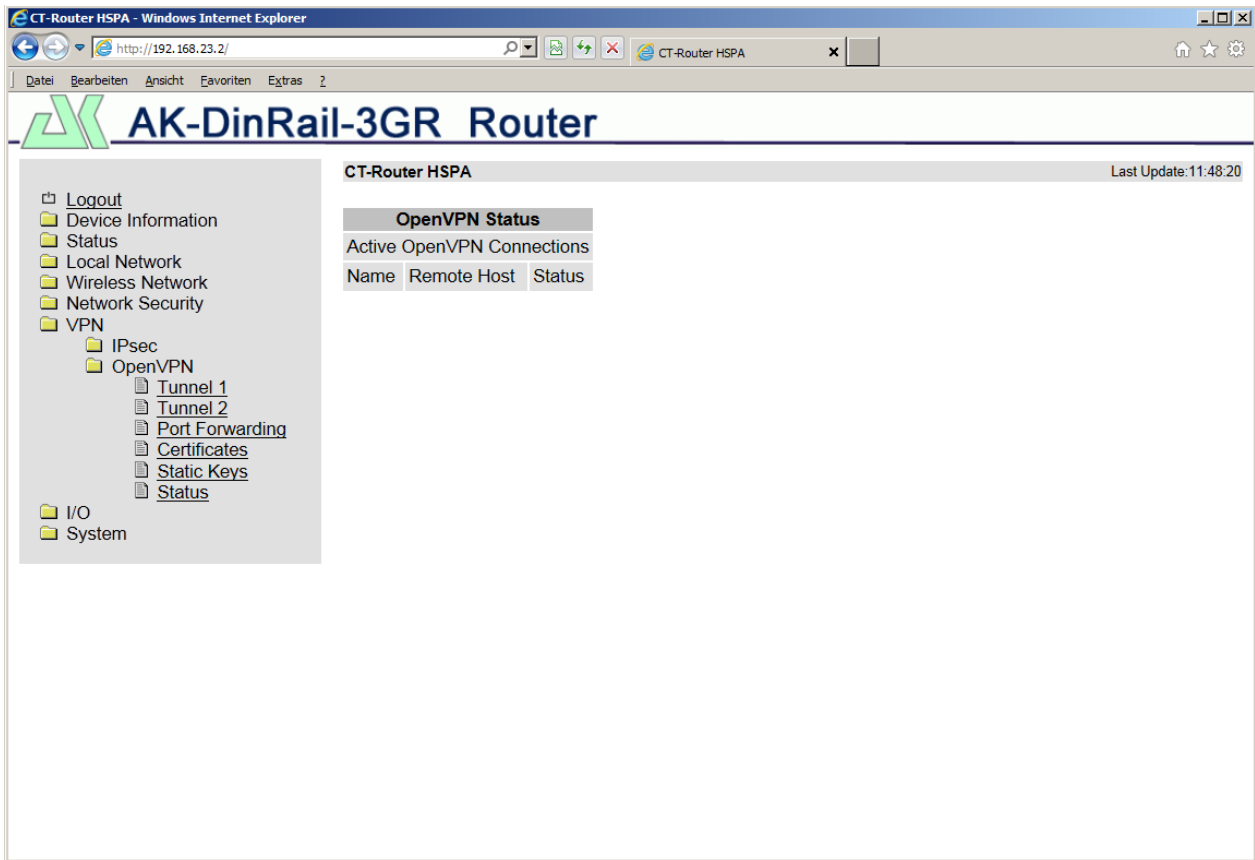 CT-Router HSPA - Windows Internet Explorer
http://192.168.23.2/
CT-Router HSPA
Datei Bearbeiten Ansicht Favoriten Extras ?
AK-DinRail-3GR Router
CT-Router HSPA
Last Update:11:48:20
Logout
Device Information
Status
Local Network
Wireless Network
Network Security
VPN
IPsec
OpenVPN
Tunnel 1
Tunnel 2
Port Forwarding
Certificates
Static Keys
Status
I/O
System
OpenVPN Status
Active OpenVPN Connections
Name Remote Host Status